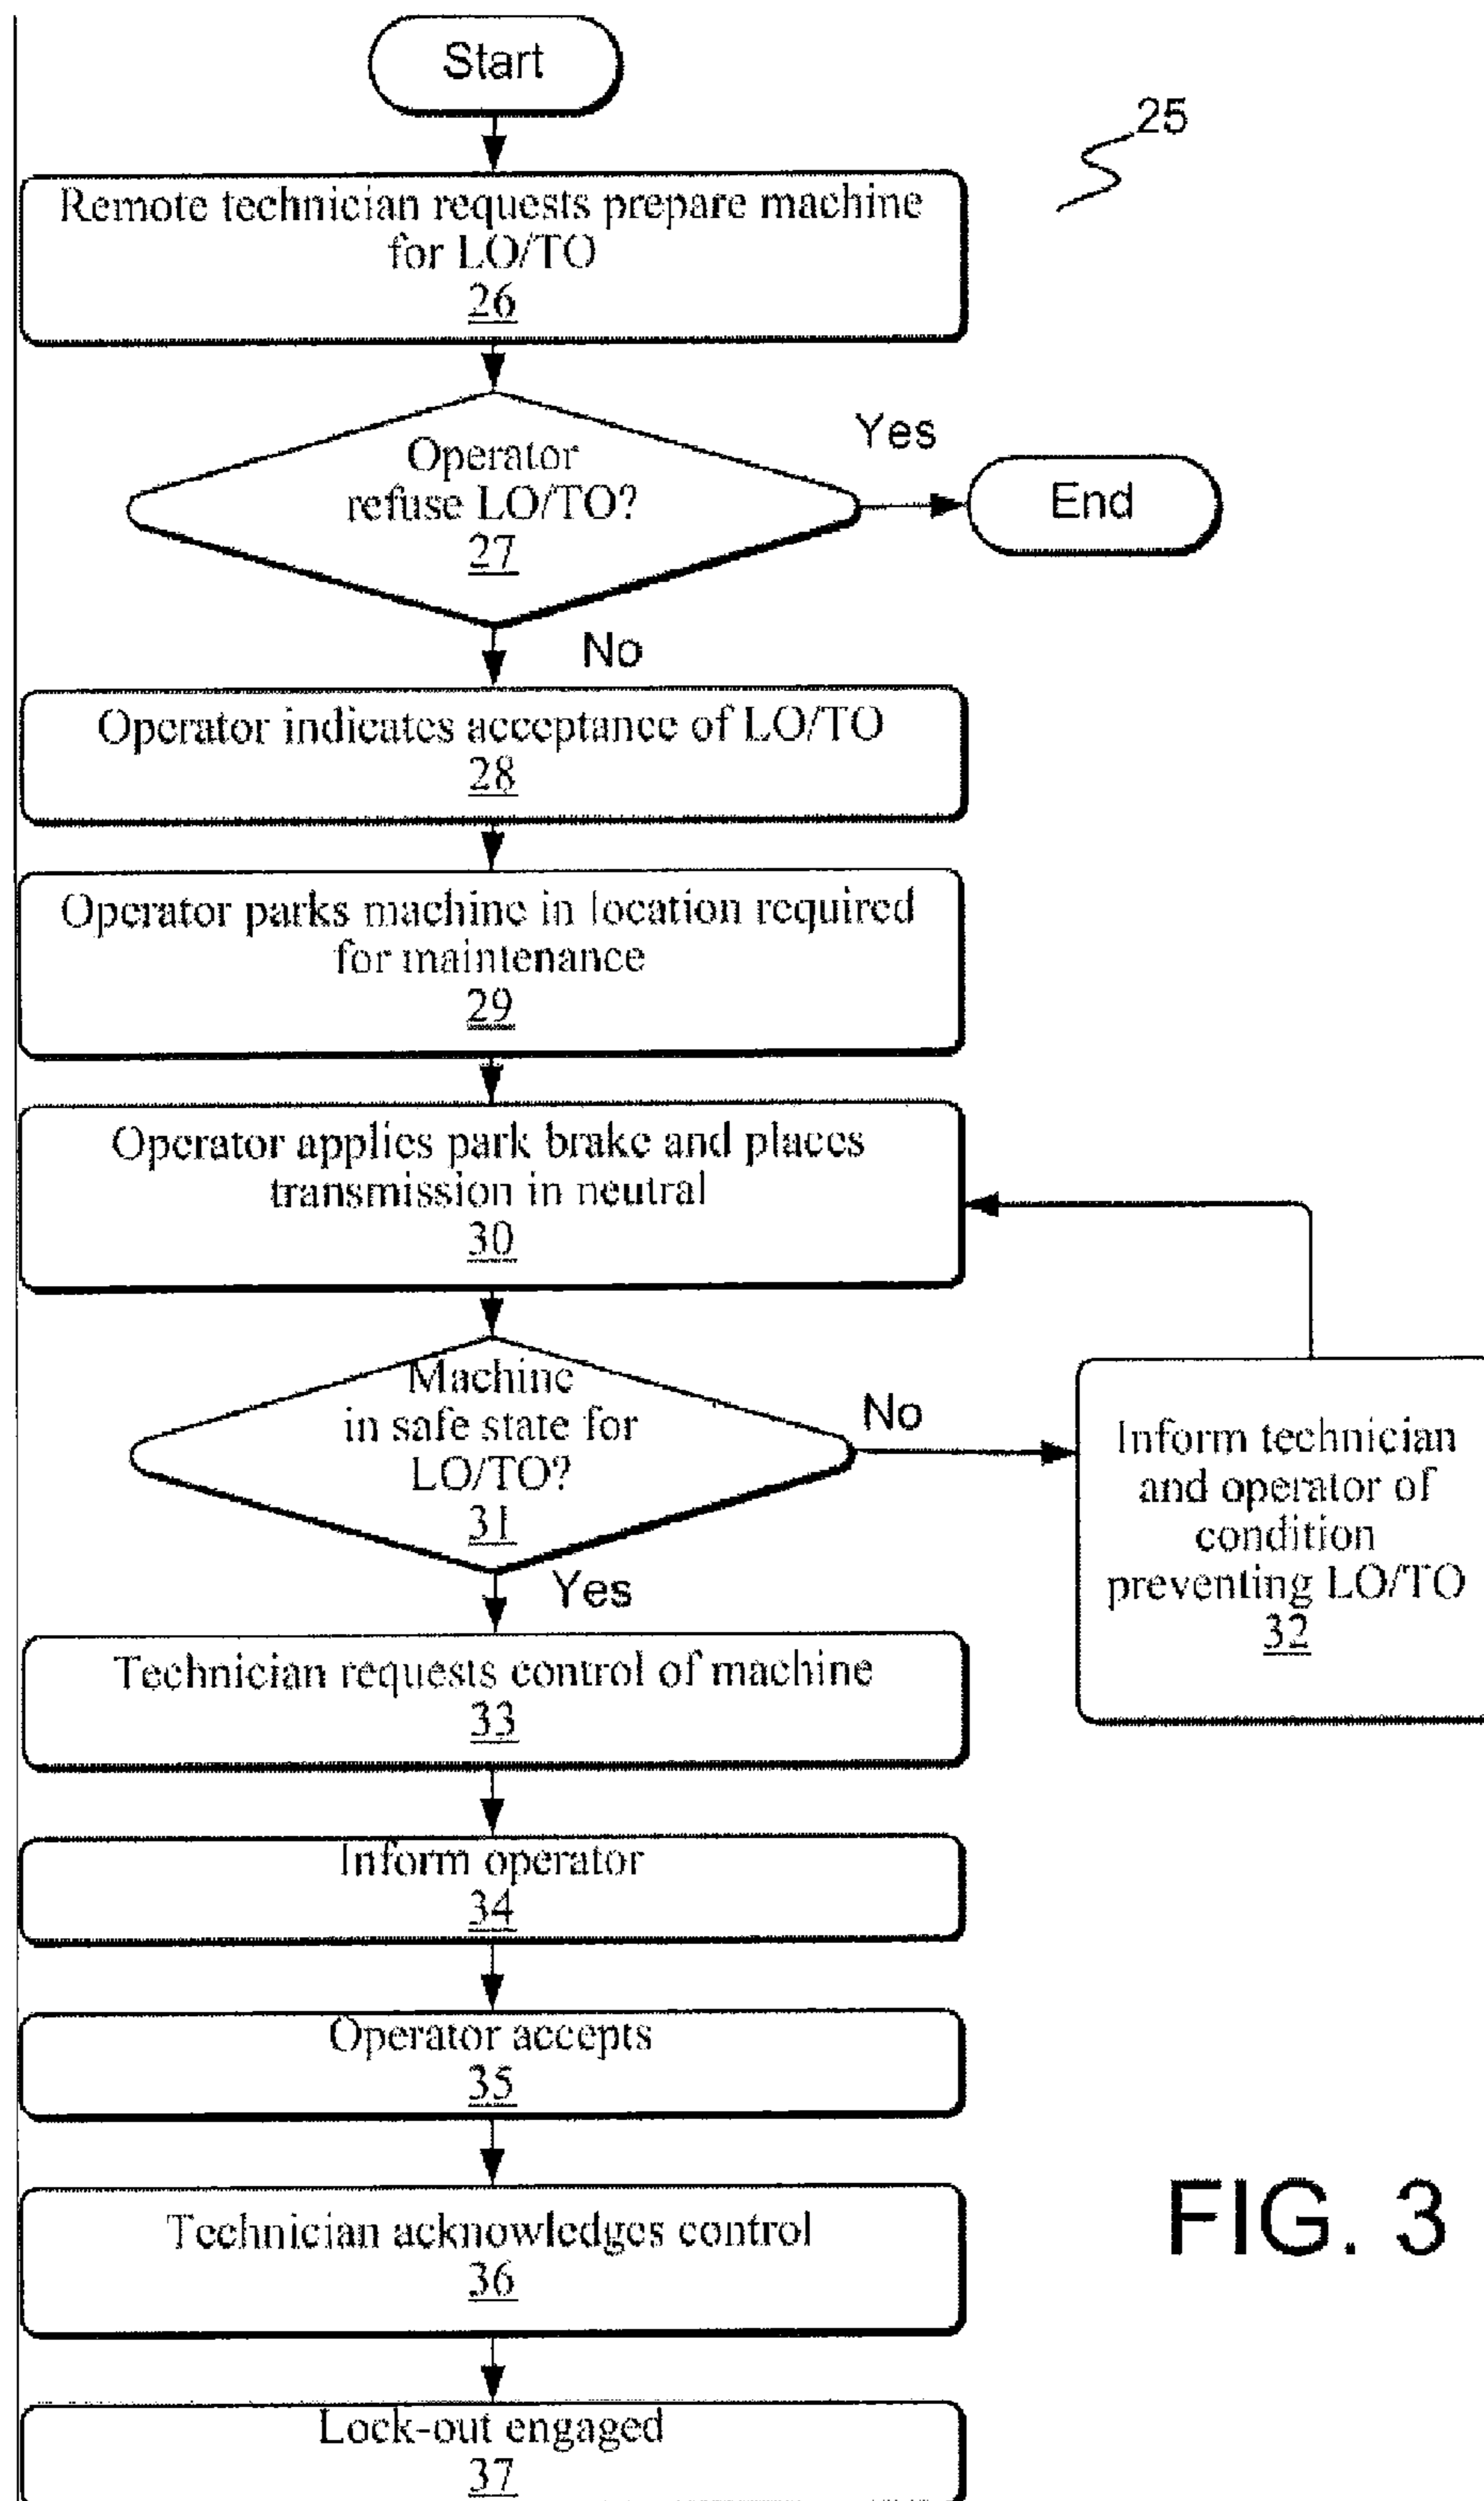 Start
25
Remote technician requests prepare machine
for LO/TO
26
Operator
refuse LO/TO?
27
Yes
End
No
Operator indicates acceptance of LO/TO
28
Operator parks machine in location required
for maintenance
29
Operator applies park brake and places
transmission in neutral
30
Machine
in safe state for
LO/TO?
31
No
Inform technician
and operator of
condition
preventing LO/TO
32
Yes
Technician requests control of machine
33
Inform operator
34
Operator accepts
35
Technician acknowledges control
36
Lock-out engaged
37
FIG. 3